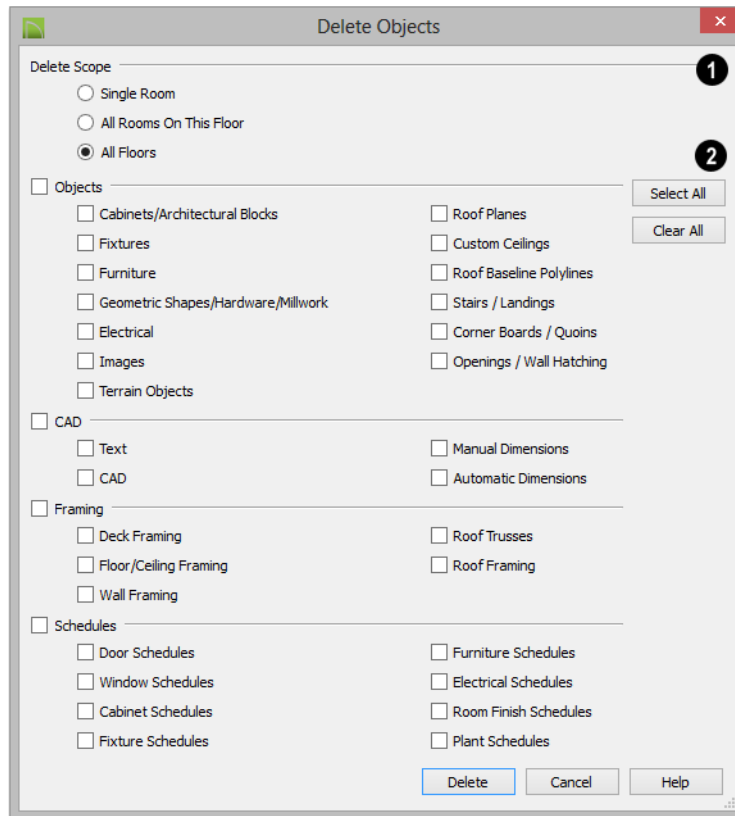 Delete Objects
Delete Scope
1
Single Room
All Rooms On This Floor
All Floors
2
Objects
Select All
Cabinets/Architectural Blocks
Roof Planes
Clear All
Fixtures
Custom Ceilings
Furniture
Roof Baseline Polylines
Geometric Shapes/Hardware/Millwork
Stairs / Landings
Electrical
Corner Boards / Quoins
Images
Openings / Wall Hatching
Terrain Objects
CAD
Text
Manual Dimensions
CAD
Automatic Dimensions
Framing
Deck Framing
Roof Trusses
Floor/Ceiling Framing
Roof Framing
Wall Framing
Schedules
Door Schedules
Furniture Schedules
Window Schedules
Electrical Schedules
Cabinet Schedules
Room Finish Schedules
Fixture Schedules
Plant Schedules
Delete
Cancel
Help